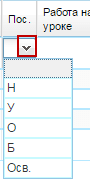 Пос.
Работа на
уроке
Н
У
О
Б
Осв.